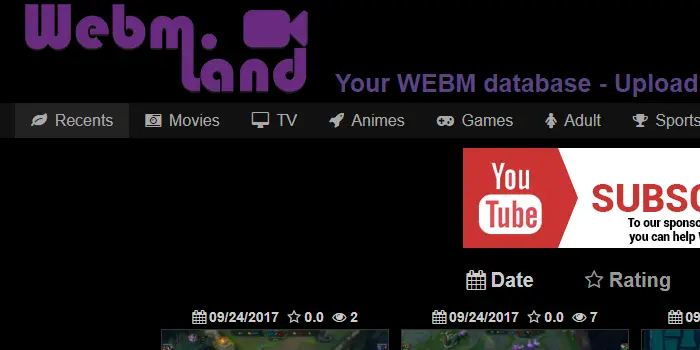 Webm.
Land
Your WEBM database - Upload
Recents Movies TV Animes Games Adult Sports
You
Tube
To our sponso
you can help
Date Rating
09/24/2017 0.0 2 09/24/2017 0.0 7 09